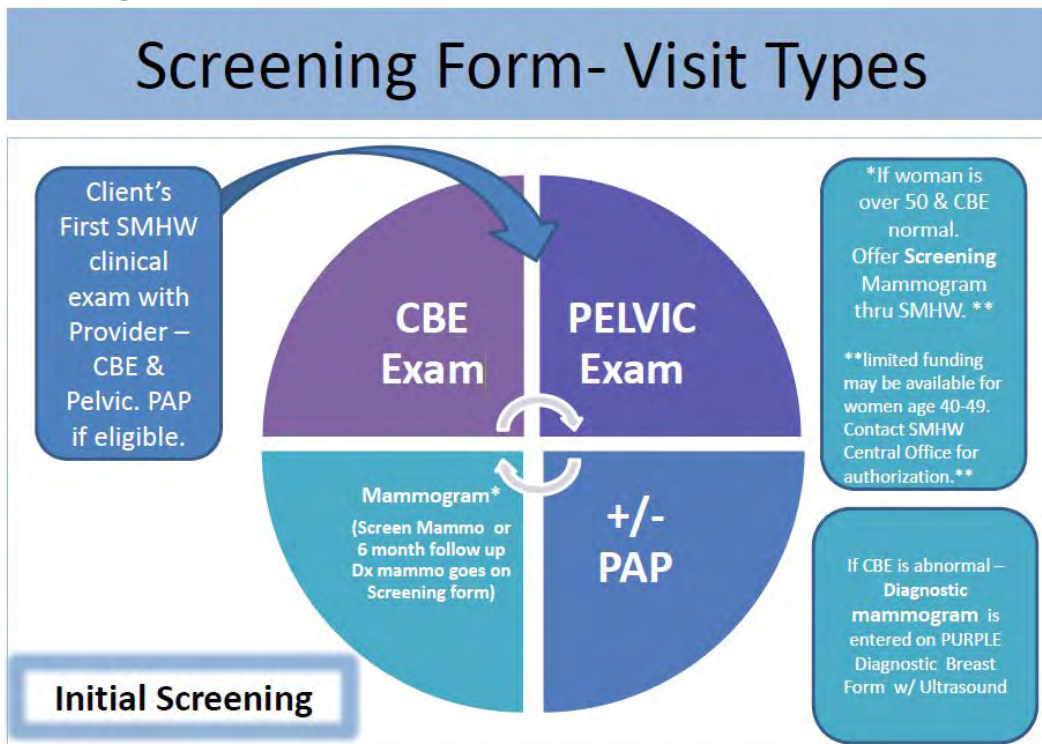 Screening Form- Visit Types
Client's
First SMHW
clinical
exam with
Provider –
CBE &
Pelvic. PAP
if eligible.
CBE
Exam
PELVIC
Exam
Mammogram*
(Screen Mammo or
6 month follow up
Dx mammo goes on
Screening form)
+/-
PAP
*If woman is
over 50 & CBE
normal.
Offer Screening
Mammogram
thru SMHW. **
**limited funding
may be available for
women age 40-49.
Contact SMHW
Central Office for
authorization.**
If CBE is abnormal –
Diagnostic
mammogram is
entered on PURPLE
Diagnostic Breast
Form w/ Ultrasound
Initial Screening